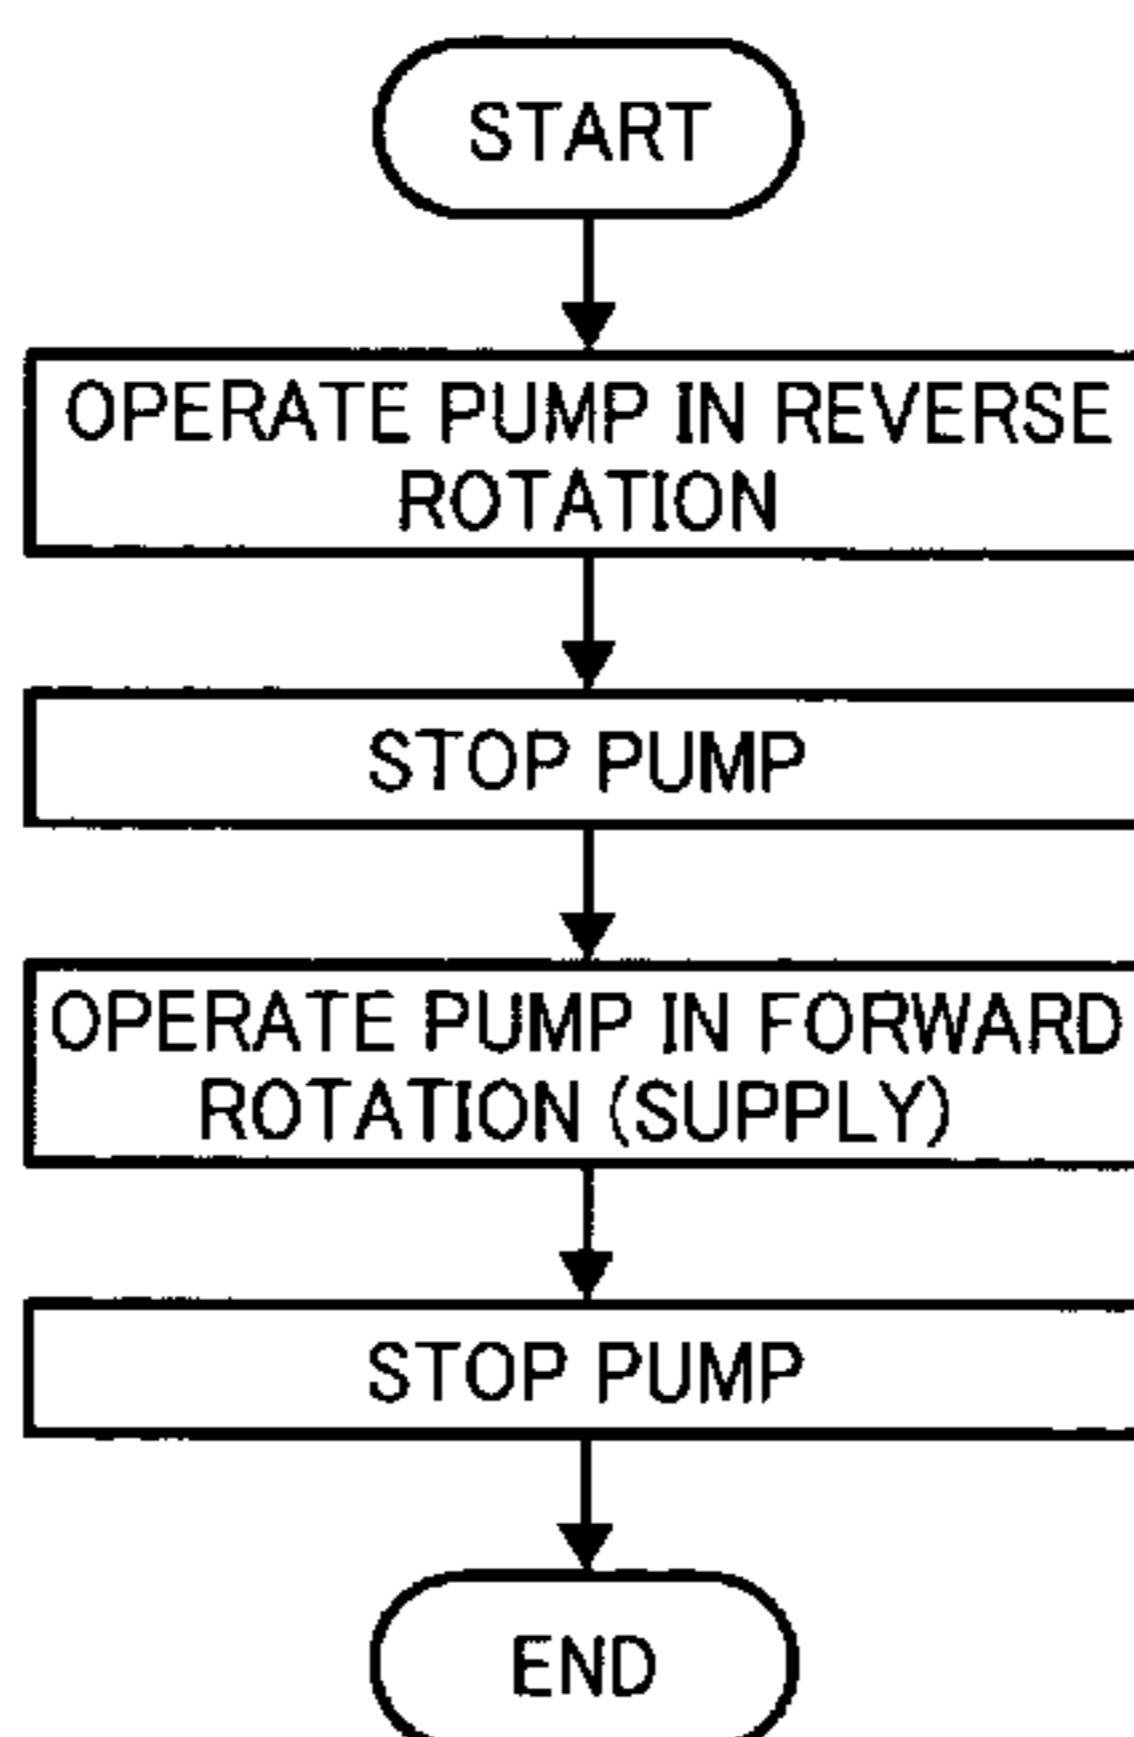 START
OPERATE PUMP IN REVERSE
ROTATION
STOP PUMP
OPERATE PUMP IN FORWARD
ROTATION (SUPPLY)
STOP PUMP
END